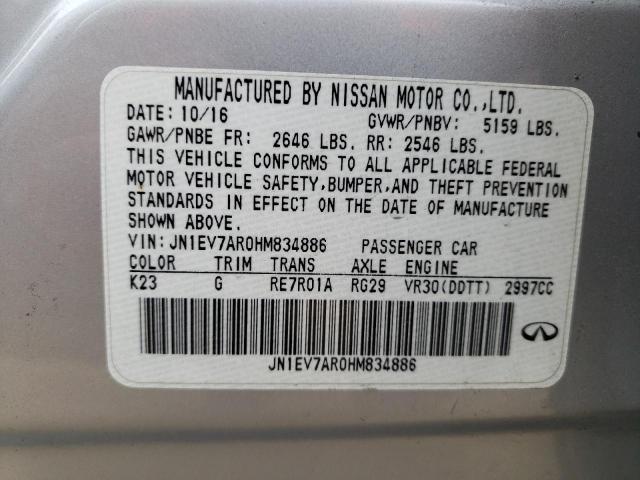 MANUFACTURED BY NISSAN MOTOR CO.,LTD.
DATE: 10/16 GVWR/PNBV: 5159 LBS.
GAWR/PNBE FR: 2646 LBS. RR: 2546 LBS.
THIS VEHICLE CONFORMS TO ALL APPLICABLE FEDERAL
MOTOR VEHICLE SAFETY,BUMPER,AND THEFT PREVENTION
STANDARDS IN EFFECT ON THE DATE OF MANUFACTURE
SHOWN ABOVE.
VIN: JN1EV7AR0HM834886 PASSENGER CAR
COLOR TRIM TRANS AXLE ENGINE
K23 G RE7R01A RG29 VR30(DDTT) 2997CC
JN1EV7AR0HM834886